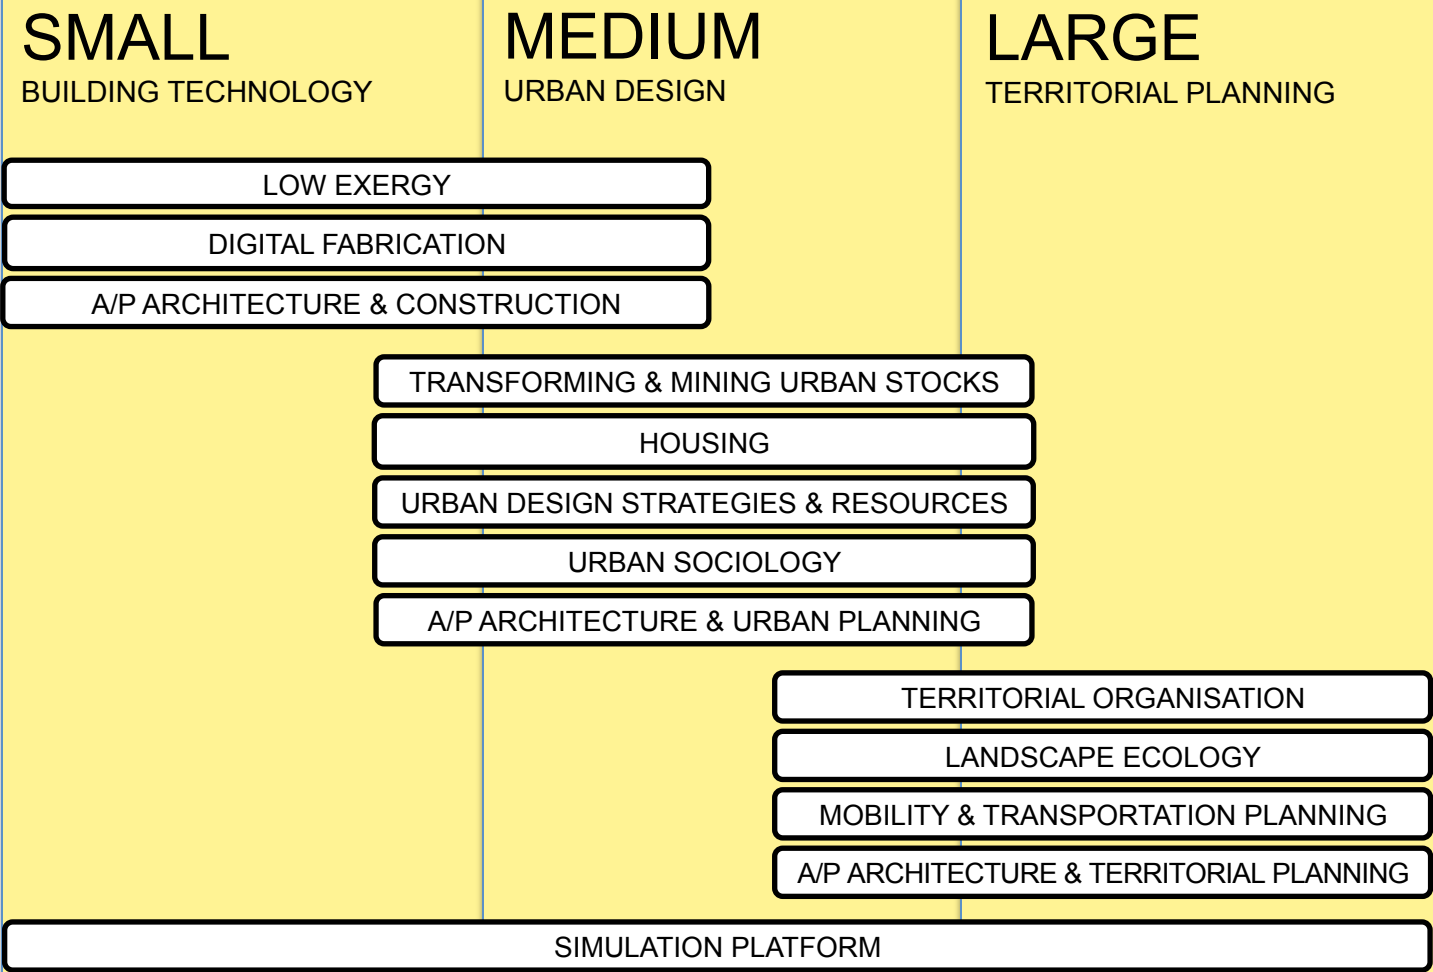 SMALL
BUILDING TECHNOLOGY
MEDIUM
URBAN DESIGN
LARGE
TERRITORIAL PLANNING
LOW EXERGY
DIGITAL FABRICATION
A/P ARCHITECTURE & CONSTRUCTION
TRANSFORMING & MINING URBAN STOCKS
HOUSING
URBAN DESIGN STRATEGIES & RESOURCES
URBAN SOCIOLOGY
A/P ARCHITECTURE & URBAN PLANNING
TERRITORIAL ORGANISATION
LANDSCAPE ECOLOGY
MOBILITY & TRANSPORTATION PLANNING
A/P ARCHITECTURE & TERRITORIAL PLANNING
SIMULATION PLATFORM